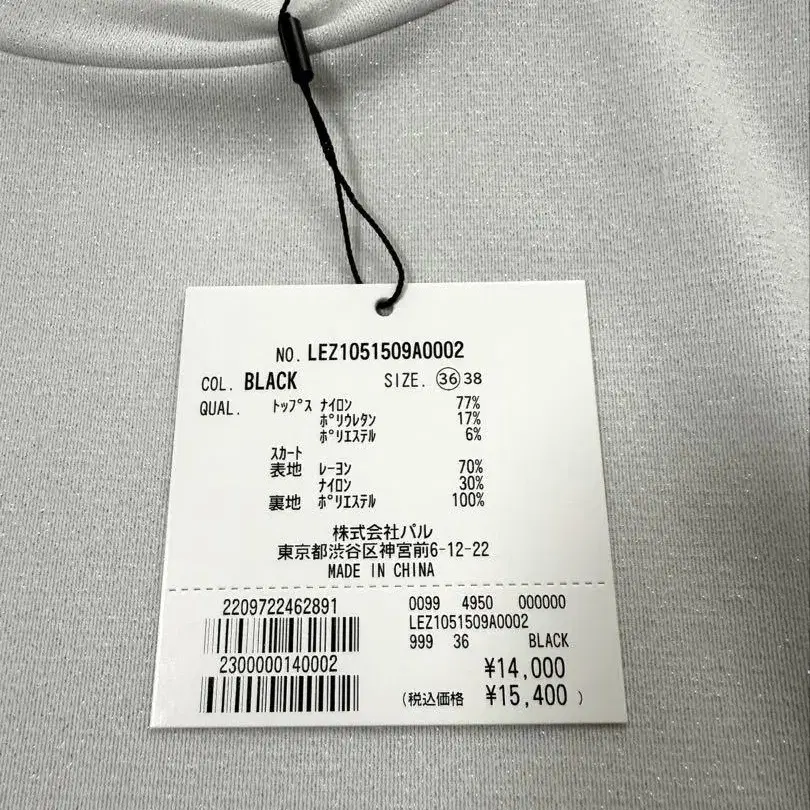 NO. LEZ1051509A0002
COL. BLACK SIZE. 36 38
QUAL. トップス ナイロン 77%
ポリウレタン 17%
ポリエステル 6%
スカート
表地 レーヨン 70%
ナイロン 30%
裏地 ポリエステル 100%
株式会社パル
東京都渋谷区神宮前6-12-22
MADE IN CHINA
2209722462891
2300000140002
0099 4950 000000
LEZ1051509A0002
999 36 BLACK
¥14,000
(税込価格 ¥15,400 )